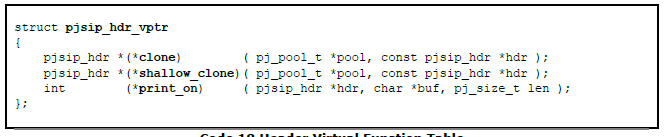 struct pjsip_hdr_vptr
{
    pjsip_hdr *(*clone)        ( pj_pool_t *pool, const pjsip_hdr *hdr );
    pjsip_hdr *(*shallow_clone)( pj_pool_t *pool, const pjsip_hdr *hdr );
    int       (*print_on)     ( pjsip_hdr *hdr, char *buf, pj_size_t len );
};
Code 18 Header Virtual Function Table